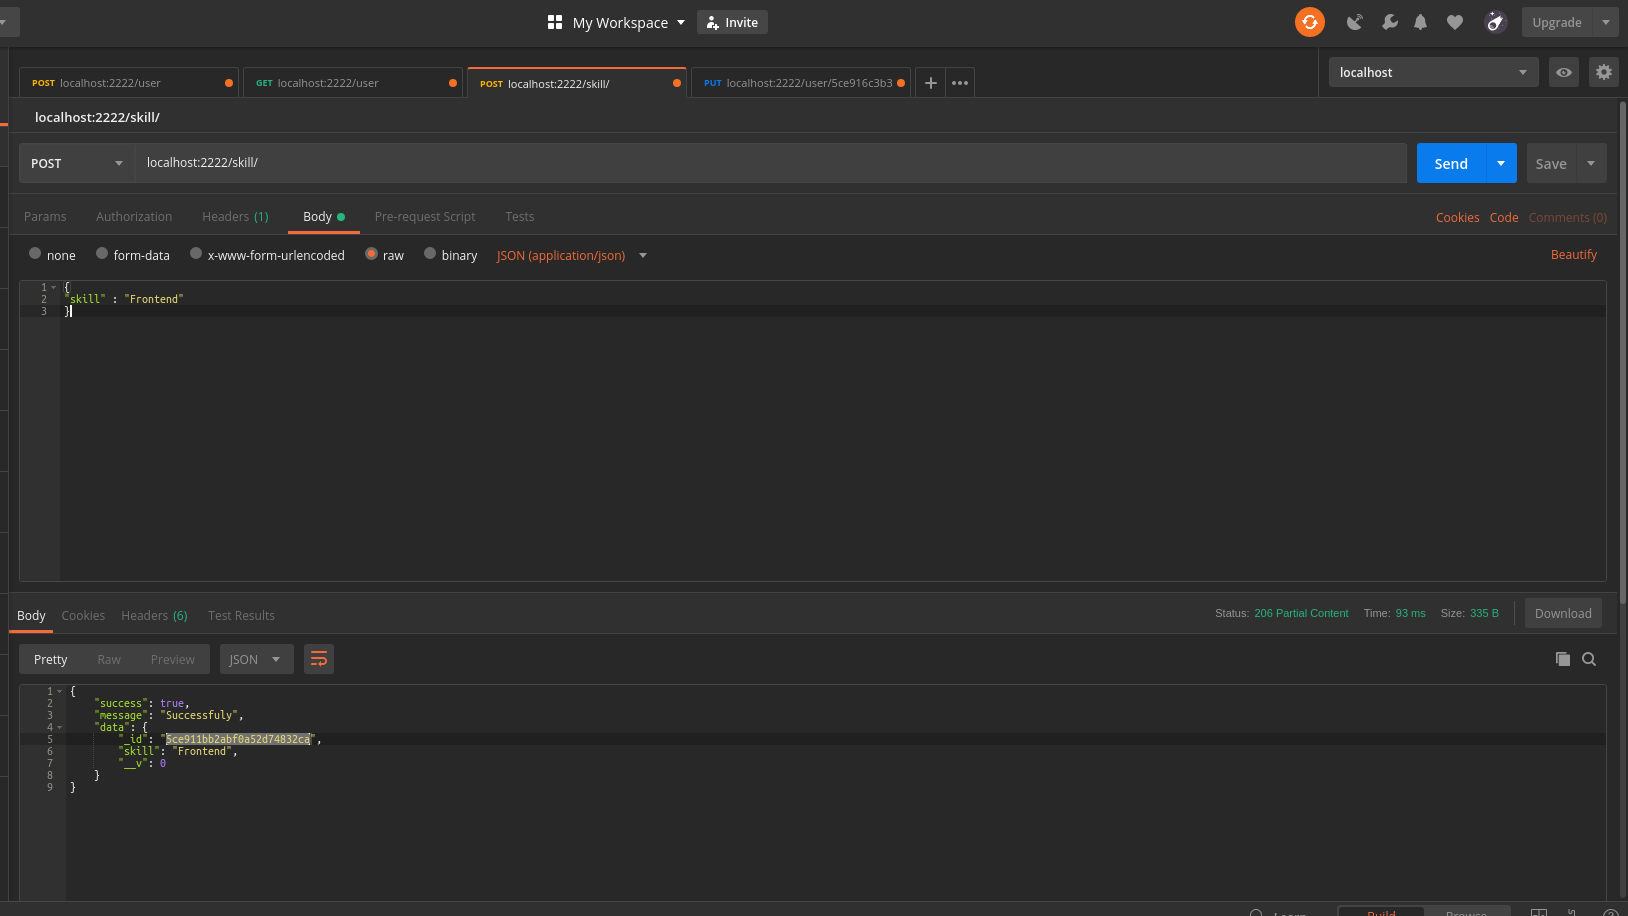 My Workspace Invite Upgrade
POST localhost:2222/user GET localhost:2222/user POST localhost:2222/skill/ PUT localhost:2222/user/5ce916c3b3 localhost
localhost:2222/skill/
POST localhost:2222/skill/ Send Save
Params Authorization Headers (1) Body Pre-request Script Tests Cookies Code Comments (0)
none form-data x-www-form-urlencoded raw binary JSON (application/json) Beautify
1 {
2 "skill" : "Frontend"
3 }
Body Cookies Headers (6) Test Results Status: 206 Partial Content Time: 93 ms Size: 335 B Download
Pretty Raw Preview JSON
1 {
2 "success": true,
3 "message": "Successfuly",
4 "data": {
5 "_id": "5ce911bb2abf0a52d74832ca",
6 "skill": "Frontend",
7 "__v": 0
8 }
9 }
Learn Build Browse